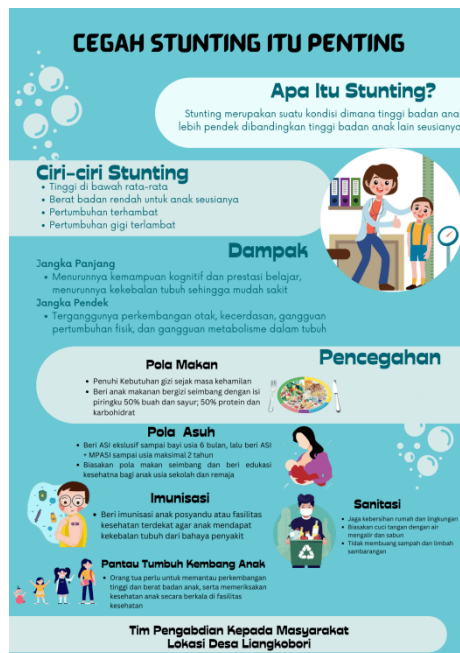 CEGAH STUNTING ITU PENTING
Apa Itu Stunting?
Stunting merupakan suatu kondisi dimana tinggi badan ana
lebih pendek dibandingkan tinggi badan anak lain seusianya
Ciri-ciri Stunting
• Tinggi di bawah rata-rata
• Berat badan rendah untuk anak seusianya
• Pertumbuhan terhambat
• Pertumbuhan gigi terlambat
Dampak
Jangka Panjang
• Menurunnya kemampuan kognitif dan prestasi belajar,
menurunnya kekebalan tubuh sehingga mudah sakit
Jangka Pendek
• Terganggunya perkembangan otak, kecerdasan, gangguan
pertumbuhan fisik, dan gangguan metabolisme dalam tubuh
Pencegahan
Pola Makan
• Penuhi Kebutuhan gizi sejak masa kehamilan
• Beri anak makanan bergizi seimbang dengan isi
piringku 50% buah dan sayur; 50% protein dan
karbohidrat
Pola Asuh
• Beri ASI ekslusif sampai bayi usia 6 bulan, lalu beri ASI
+ MPASI sampai usia maksimal 2 tahun
• Biasakan pola makan seimbang dan beri edukasi
kesehatna bagi anak usia sekolah dan remaja
Imunisasi
• Beri imunisasi anak posyandu atau fasilitas
kesehatan terdekat agar anak mendapat
kekebalan tubuh dari bahaya penyakit
Sanitasi
• Jaga kebersihan rumah dan lingkungan
• Biasakan cuci tangan dengan air
mengalir dan sabun
• Tidak membuang sampah dan limbah
sambarangan
Pantau Tumbuh Kembang Anak
• Orang tua perlu untuk memantau perkembangan
tinggi dan berat badan anak, serta memeriksakan
kesehatan anak secara berkala di fasilitas
kesehatan
Tim Pengabdian Kepada Masyarakat
Lokasi Desa Liangkobori